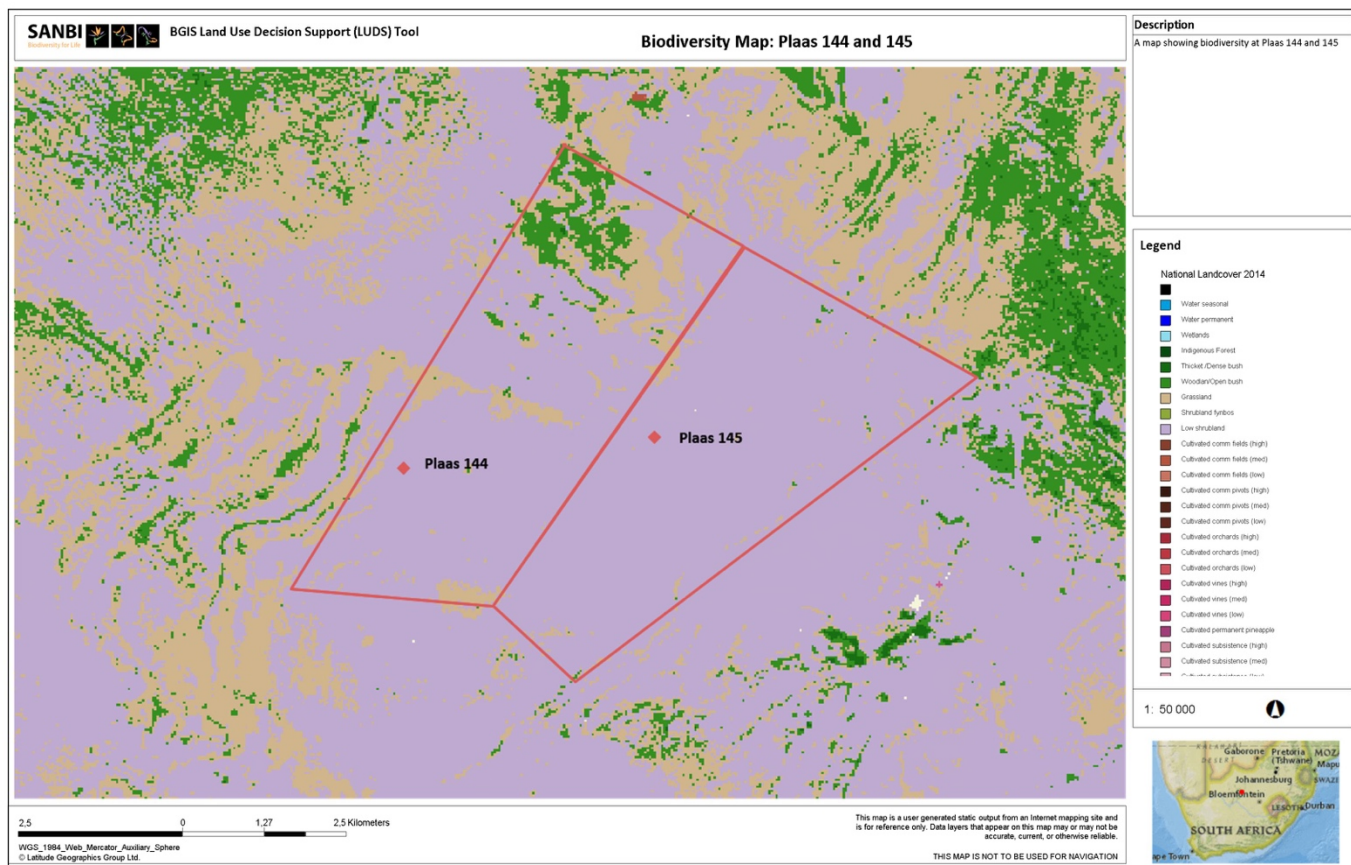 SANBI
Biodiversity for Life
BGIS Land Use Decision Support (LUDS) Tool
Biodiversity Map: Plaas 144 and 145
Description
A map showing biodiversity at Plaas 144 and 145
Plaas 144
Plaas 145
Legend
National Landcover 2014
Water seasonal
Water permanent
Wetlands
Indigenous Forest
Thicket /Dense bush
Woodlan/Open bush
Grassland
Shrubland fynbos
Low shrubland
Cultivated comm fields (high)
Cultivated comm fields (med)
Cultivated comm fields (low)
Cultivated comm pivots (high)
Cultivated comm pivots (med)
Cultivated comm pivots (low)
Cultivated orchards (high)
Cultivated orchards (med)
Cultivated orchards (low)
Cultivated vines (high)
Cultivated vines (med)
Cultivated vines (low)
Cultivated permanent pineapple
Cultivated subsistence (high)
Cultivated subsistence (med)
Cultivated subsistence (low)
1: 50 000
Gaborone
Pretoria
MOZ
DESERT
(Tshwane)
Mapu
Johannesburg
SWAZI
Bloemfontein
LESOTHO
Durban
SOUTH AFRICA
ape Town
2,5
0
1,27
2,5 Kilometers
WGS_1984_Web_Mercator_Auxiliary_Sphere
© Latitude Geographics Group Ltd.
This map is a user generated static output from an Internet mapping site and
is for reference only. Data layers that appear on this map may or may not be
accurate, current, or otherwise reliable.
THIS MAP IS NOT TO BE USED FOR NAVIGATION